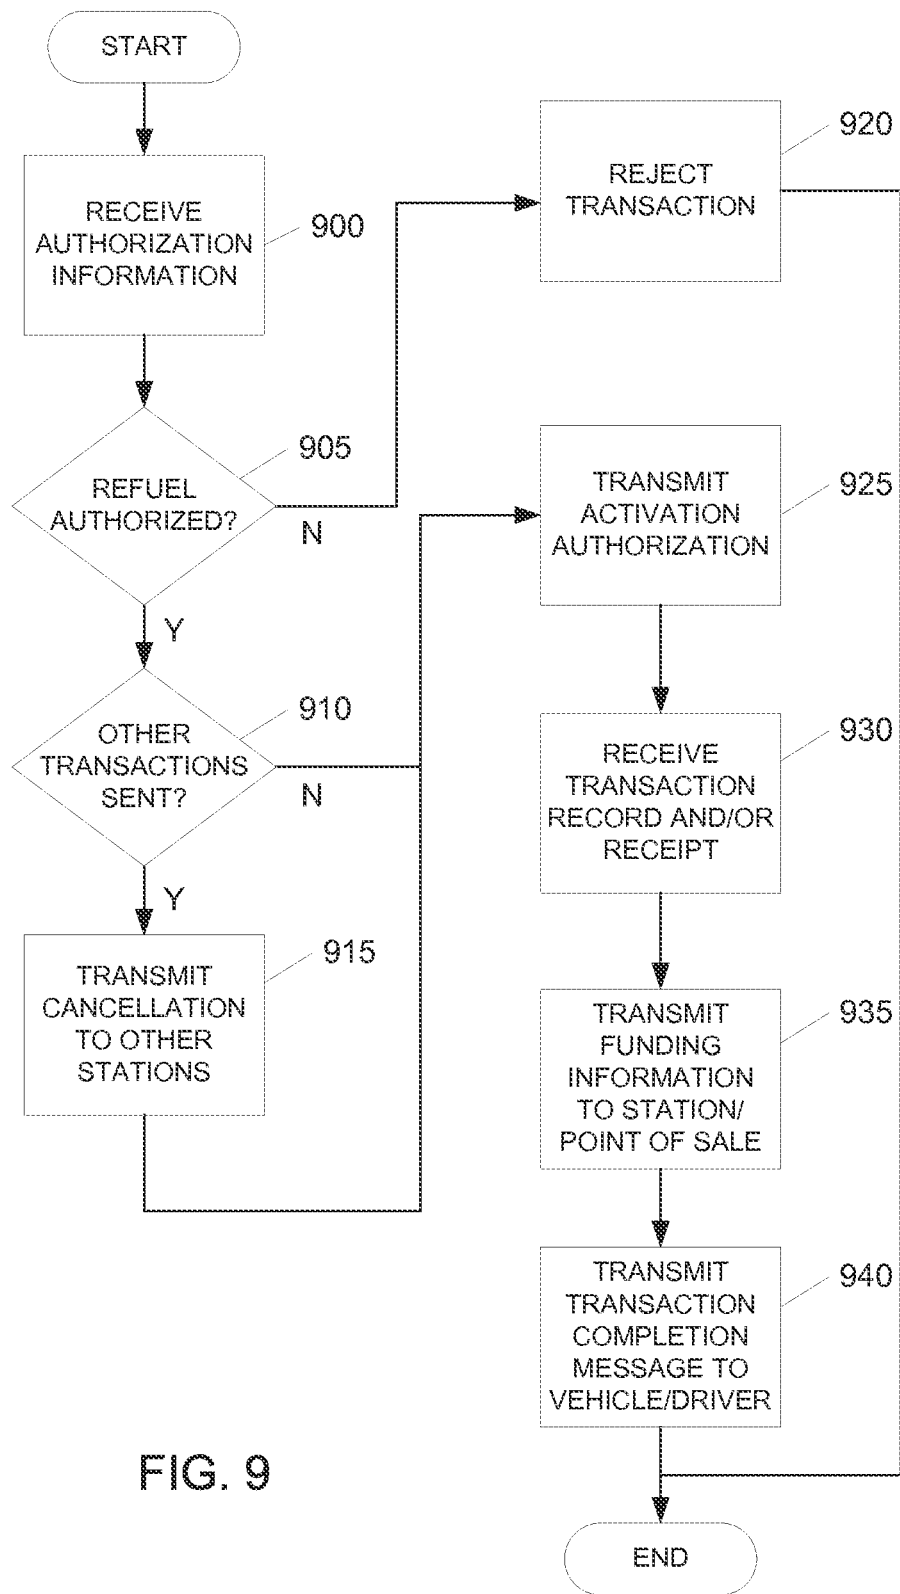 START
RECEIVE
AUTHORIZATION
INFORMATION
900
REFUEL
AUTHORIZED?
905
N
Y
OTHER
TRANSACTIONS
SENT?
910
N
Y
TRANSMIT
CANCELLATION
TO OTHER
STATIONS
915
REJECT
TRANSACTION
920
TRANSMIT
ACTIVATION
AUTHORIZATION
925
RECEIVE
TRANSACTION
RECORD AND/OR
RECEIPT
930
TRANSMIT
FUNDING
INFORMATION
TO STATION/
POINT OF SALE
935
TRANSMIT
TRANSACTION
COMPLETION
MESSAGE TO
VEHICLE/DRIVER
940
END
FIG. 9